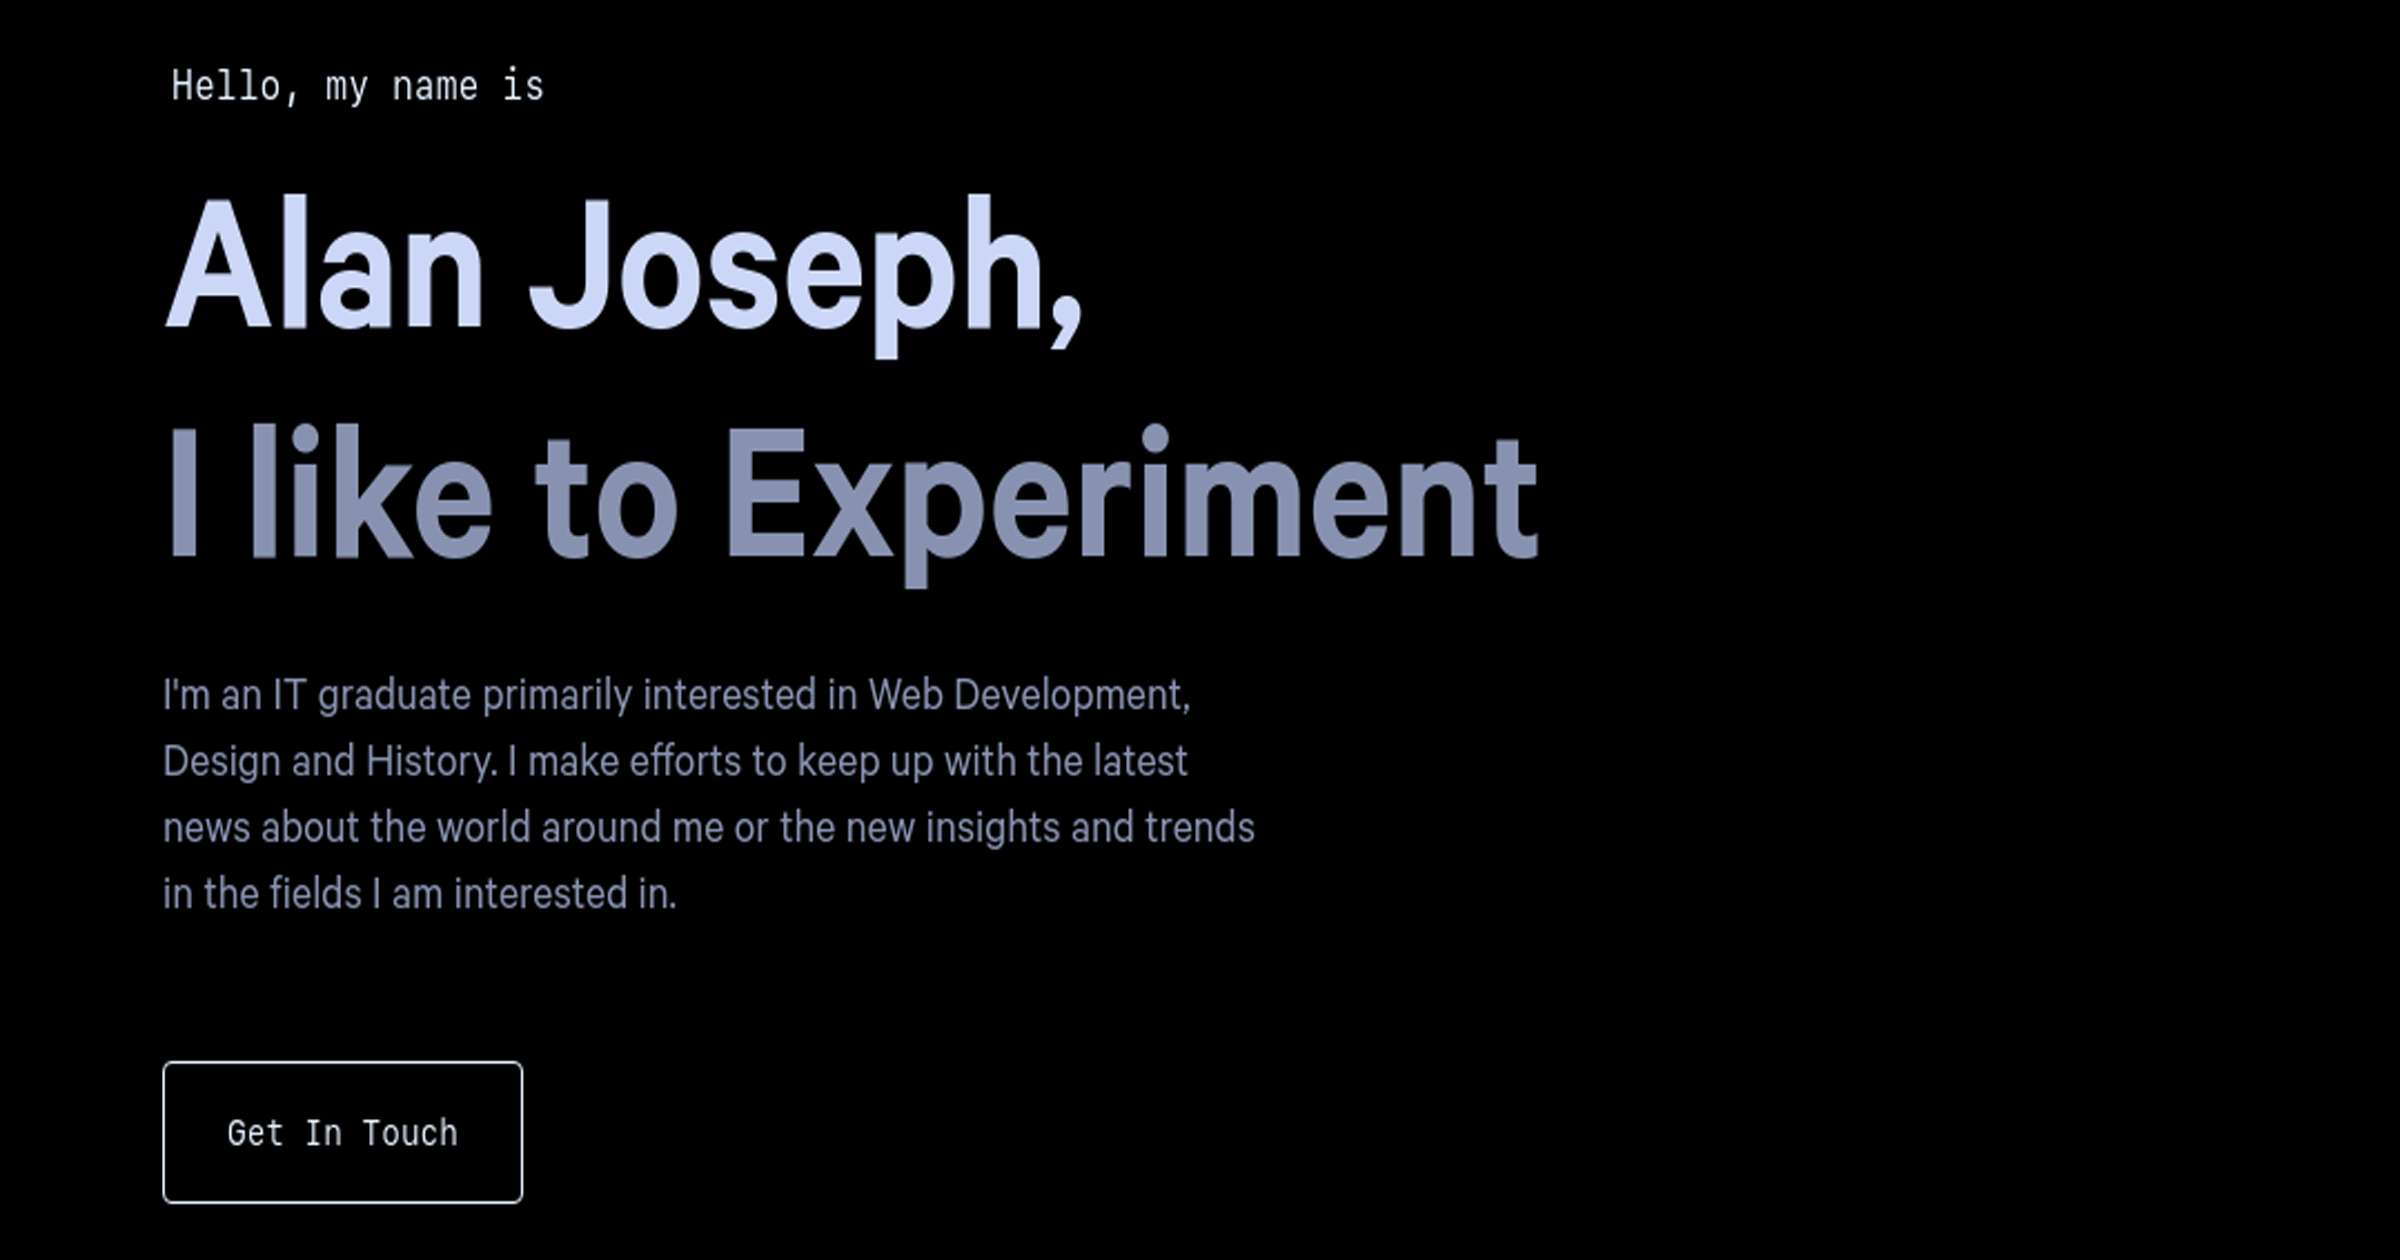 Hello, my name is
Alan Joseph,
I like to Experiment
I'm an IT graduate primarily interested in Web Development,
Design and History. I make efforts to keep up with the latest
news about the world around me or the new insights and trends
in the fields I am interested in.
Get In Touch